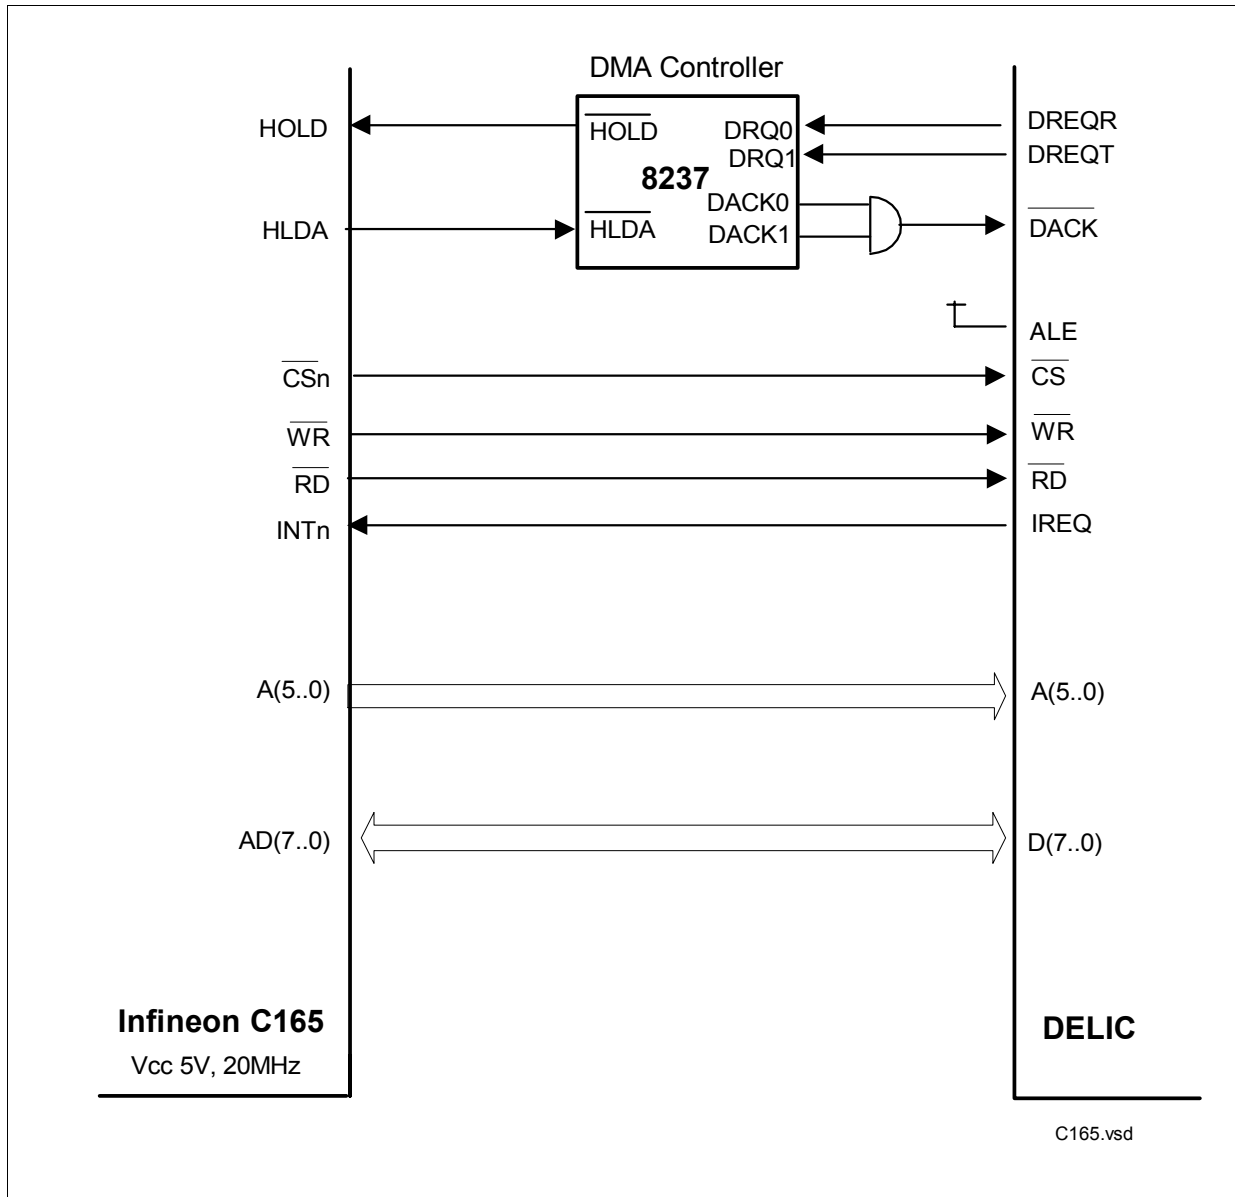 DMA Controller
HOLD
HOLD
DRQ0
DREQR
DRQ1
DREQT
8237
DACK0
HLDA
HLDA
DACK1
DACK
ALE
CSn
CS
WR
WR
RD
RD
INTn
IREQ
A(5..0)
A(5..0)
AD(7..0)
D(7..0)
Infineon C165
DELIC
Vcc 5V, 20MHz
C165.vsd